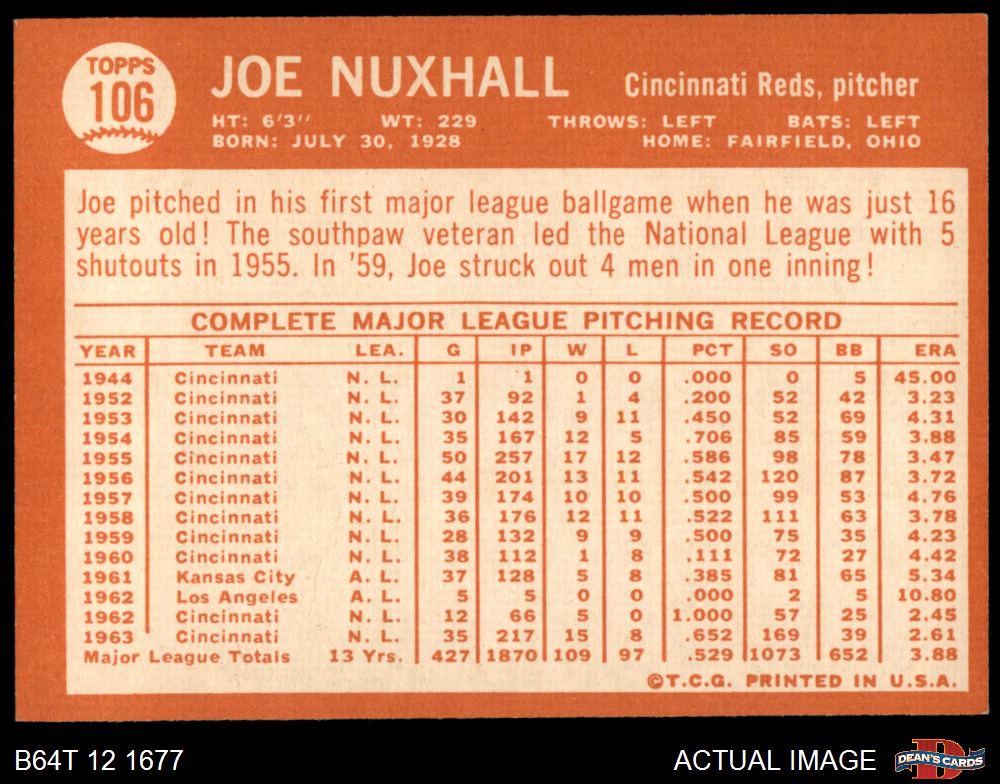 TOPPS
106
JOE NUXHALL
Cincinnati Reds, pitcher
HT: 6'3" WT: 229 THROWS: LEFT BATS: LEFT
BORN: JULY 30, 1928 HOME: FAIRFIELD, OHIO
Joe pitched in his first major league ballgame when he was just 16
years old! The southpaw veteran led the National League with 5
shutouts in 1955. In '59, Joe struck out 4 men in one inning!
COMPLETE MAJOR LEAGUE PITCHING RECORD
YEAR TEAM LEA. G IP W L PCT SO BB ERA
1944 Cincinnati N. L. 1 1 0 0 .000 0 5 45.00
1952 Cincinnati N. L. 37 92 1 4 .200 52 42 3.23
1953 Cincinnati N. L. 30 142 9 11 .450 52 69 4.31
1954 Cincinnati N. L. 35 167 12 5 .706 85 59 3.88
1955 Cincinnati N. L. 50 257 17 12 .586 98 78 3.47
1956 Cincinnati N. L. 44 201 13 11 .542 120 87 3.72
1957 Cincinnati N. L. 39 174 10 10 .500 99 53 4.76
1958 Cincinnati N. L. 36 176 12 11 .522 111 63 3.78
1959 Cincinnati N. L. 28 132 9 9 .500 75 35 4.23
1960 Cincinnati N. L. 38 112 1 8 .111 72 27 4.42
1961 Kansas City A. L. 37 128 5 8 .385 81 65 5.34
1962 Los Angeles A. L. 5 5 0 0 .000 2 5 10.80
1962 Cincinnati N. L. 12 66 5 0 1.000 57 25 2.45
1963 Cincinnati N. L. 35 217 15 8 .652 169 39 2.61
Major League Totals 13 Yrs. 427 1870 109 97 .529 1073 652 3.88
©T.C.G. PRINTED IN U.S.A.
B64T 12 1677
ACTUAL IMAGE
D
DEAN'S CARDS